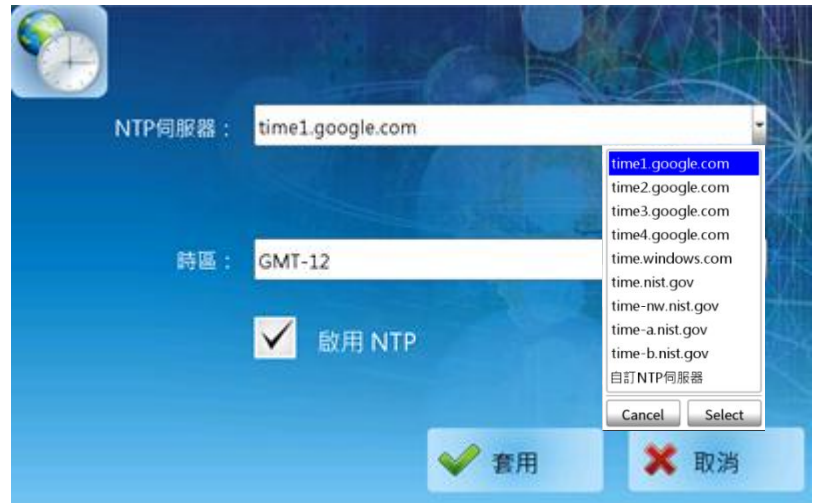 NTP伺服器： time1.google.com
time1.google.com
time2.google.com
time3.google.com
time4.google.com
time.windows.com
time.nist.gov
time-nw.nist.gov
time-a.nist.gov
time-b.nist.gov
自訂NTP伺服器
Cancel Select
時區： GMT-12
啟用 NTP
套用 取消